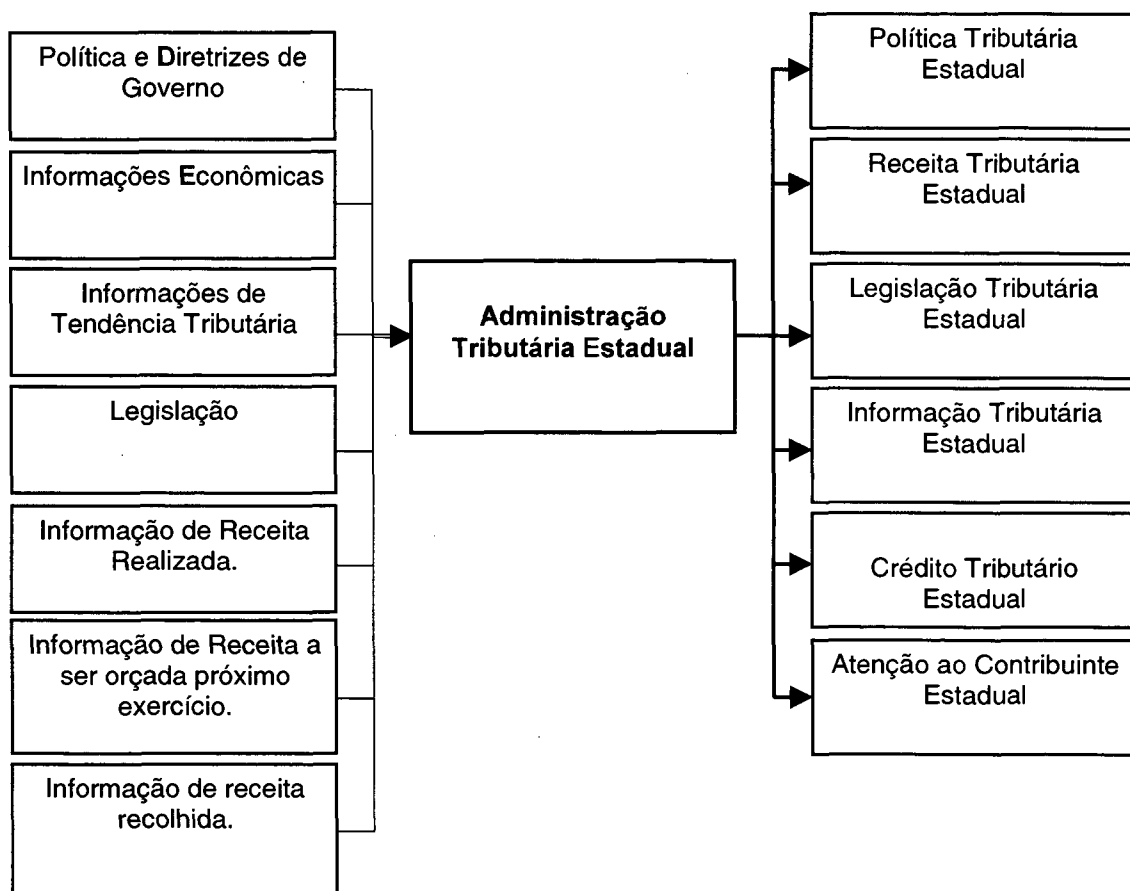 Política e Diretrizes de
Governo
Informações Econômicas
Informações de
Tendência Tributária
Legislação
Informação de Receita
Realizada.
Informação de Receita a
ser orçada próximo
exercício.
Informação de receita
recolhida.
Administração
Tributária Estadual
Política Tributária
Estadual
Receita Tributária
Estadual
Legislação Tributária
Estadual
Informação Tributária
Estadual
Crédito Tributário
Estadual
Atenção ao Contribuinte
Estadual